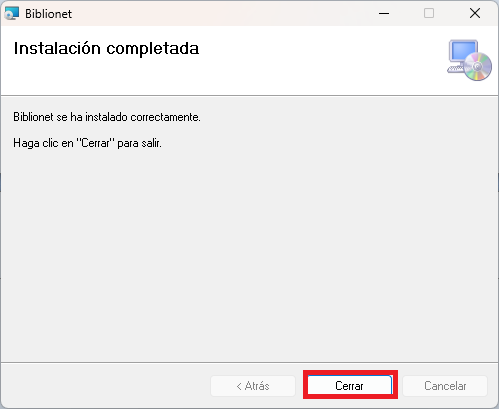 Biblionet
Instalación completada
Biblionet se ha instalado correctamente.
Haga clic en "Cerrar" para salir.
< Atrás
Cerrar
Cancelar